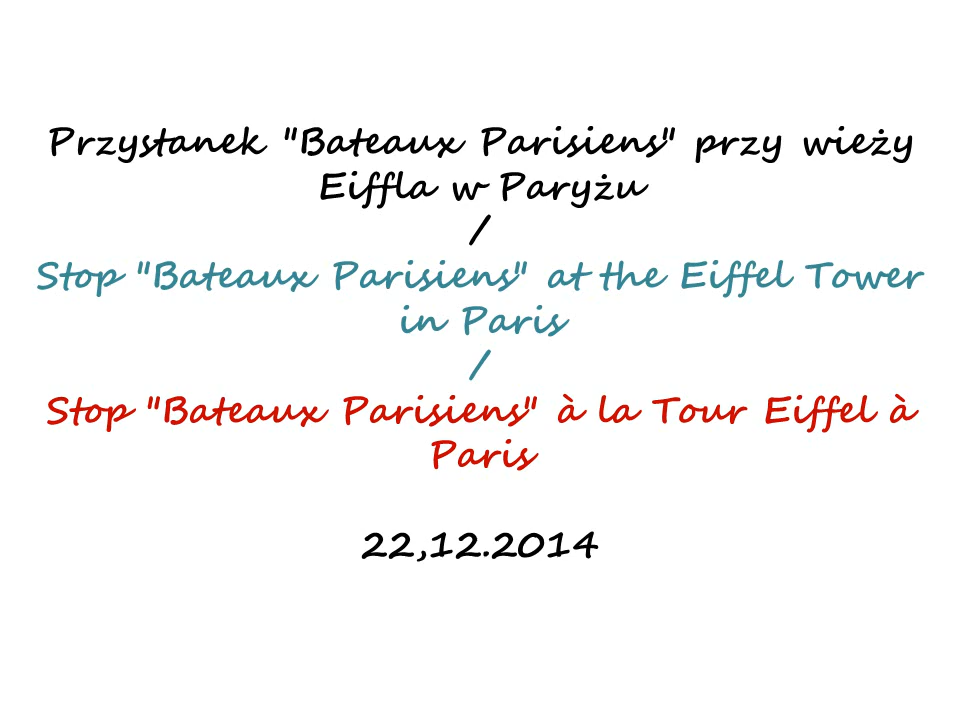 Przystanek "Bateaux Parisiens" przy wieży
Eiffla w Paryżu
/
Stop "Bateaux Parisiens" at the Eiffel Tower
in Paris
/
Stop "Bateaux Parisiens" à la Tour Eiffel à
Paris
22,12.2014